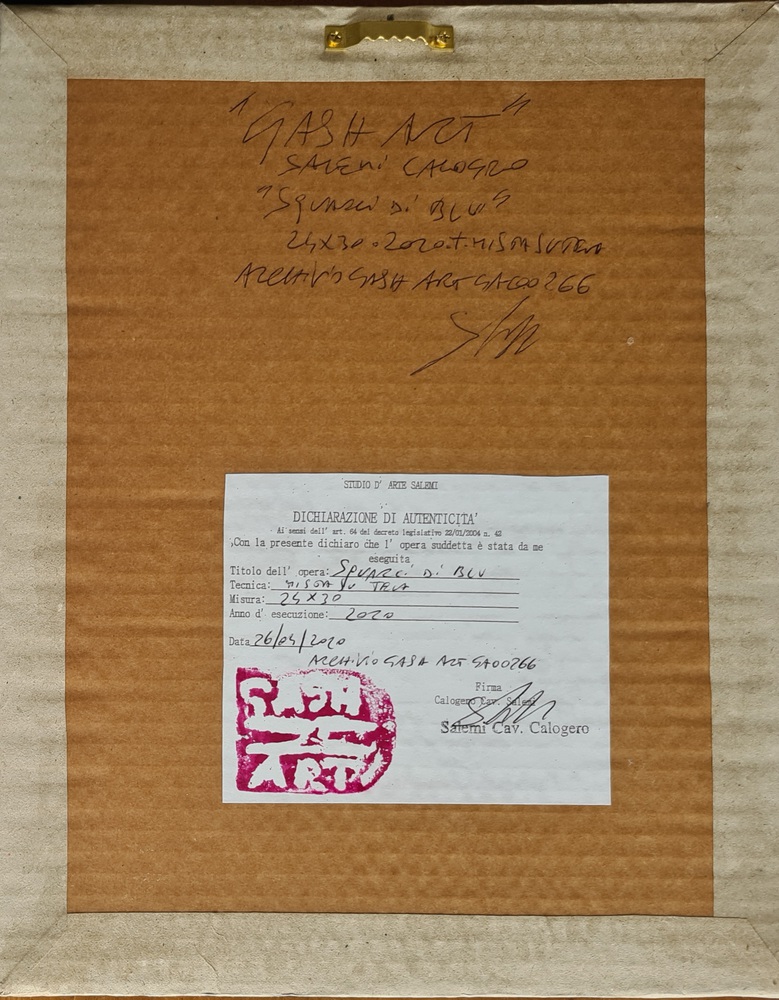 "GASH ART"
SALEMI CALOGERO
"SQUARCI DI BLU"
24X30.2020.T.MISTA SU TELA
ARCHIVIO GASH ART GA00266
STUDIO D' ARTE SALEMI
DICHIARAZIONE DI AUTENTICITA'
Ai sensi dell' art. 64 del decreto legislativo 22/01/2004 n. 42
Con la presente dichiaro che l' opera suddetta è stata da me
eseguita
Titolo dell' opera: SQUARCI DI BLU
Tecnica: MISTA SU TELA
Misura: 24X30
Anno d' esecuzione: 2020
Data 26/04/2020
ARCHIVIO GASH ART GA00266
GASH
ART
Firma
Calogero Cav. Salemi
Salemi Cav. Calogero